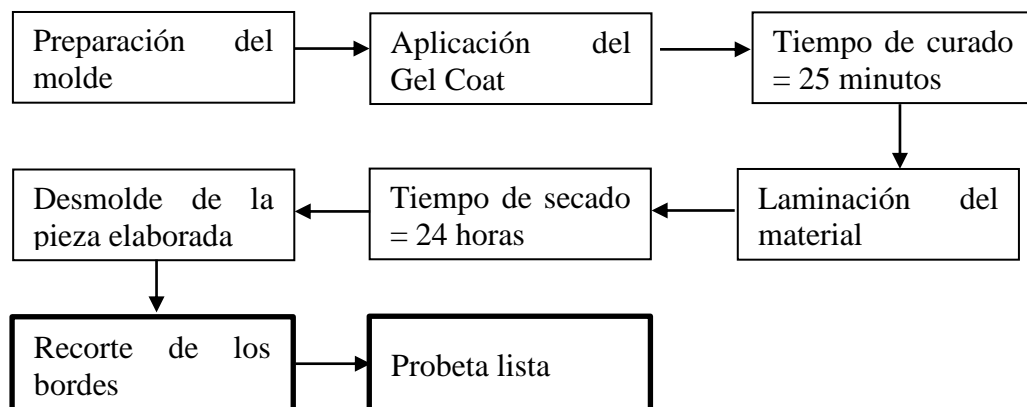 Preparación del
molde
Aplicación del
Gel Coat
Tiempo de curado
= 25 minutos
Laminación del
material
Tiempo de secado
= 24 horas
Desmolde de la
pieza elaborada
Recorte de los
bordes
Probeta lista